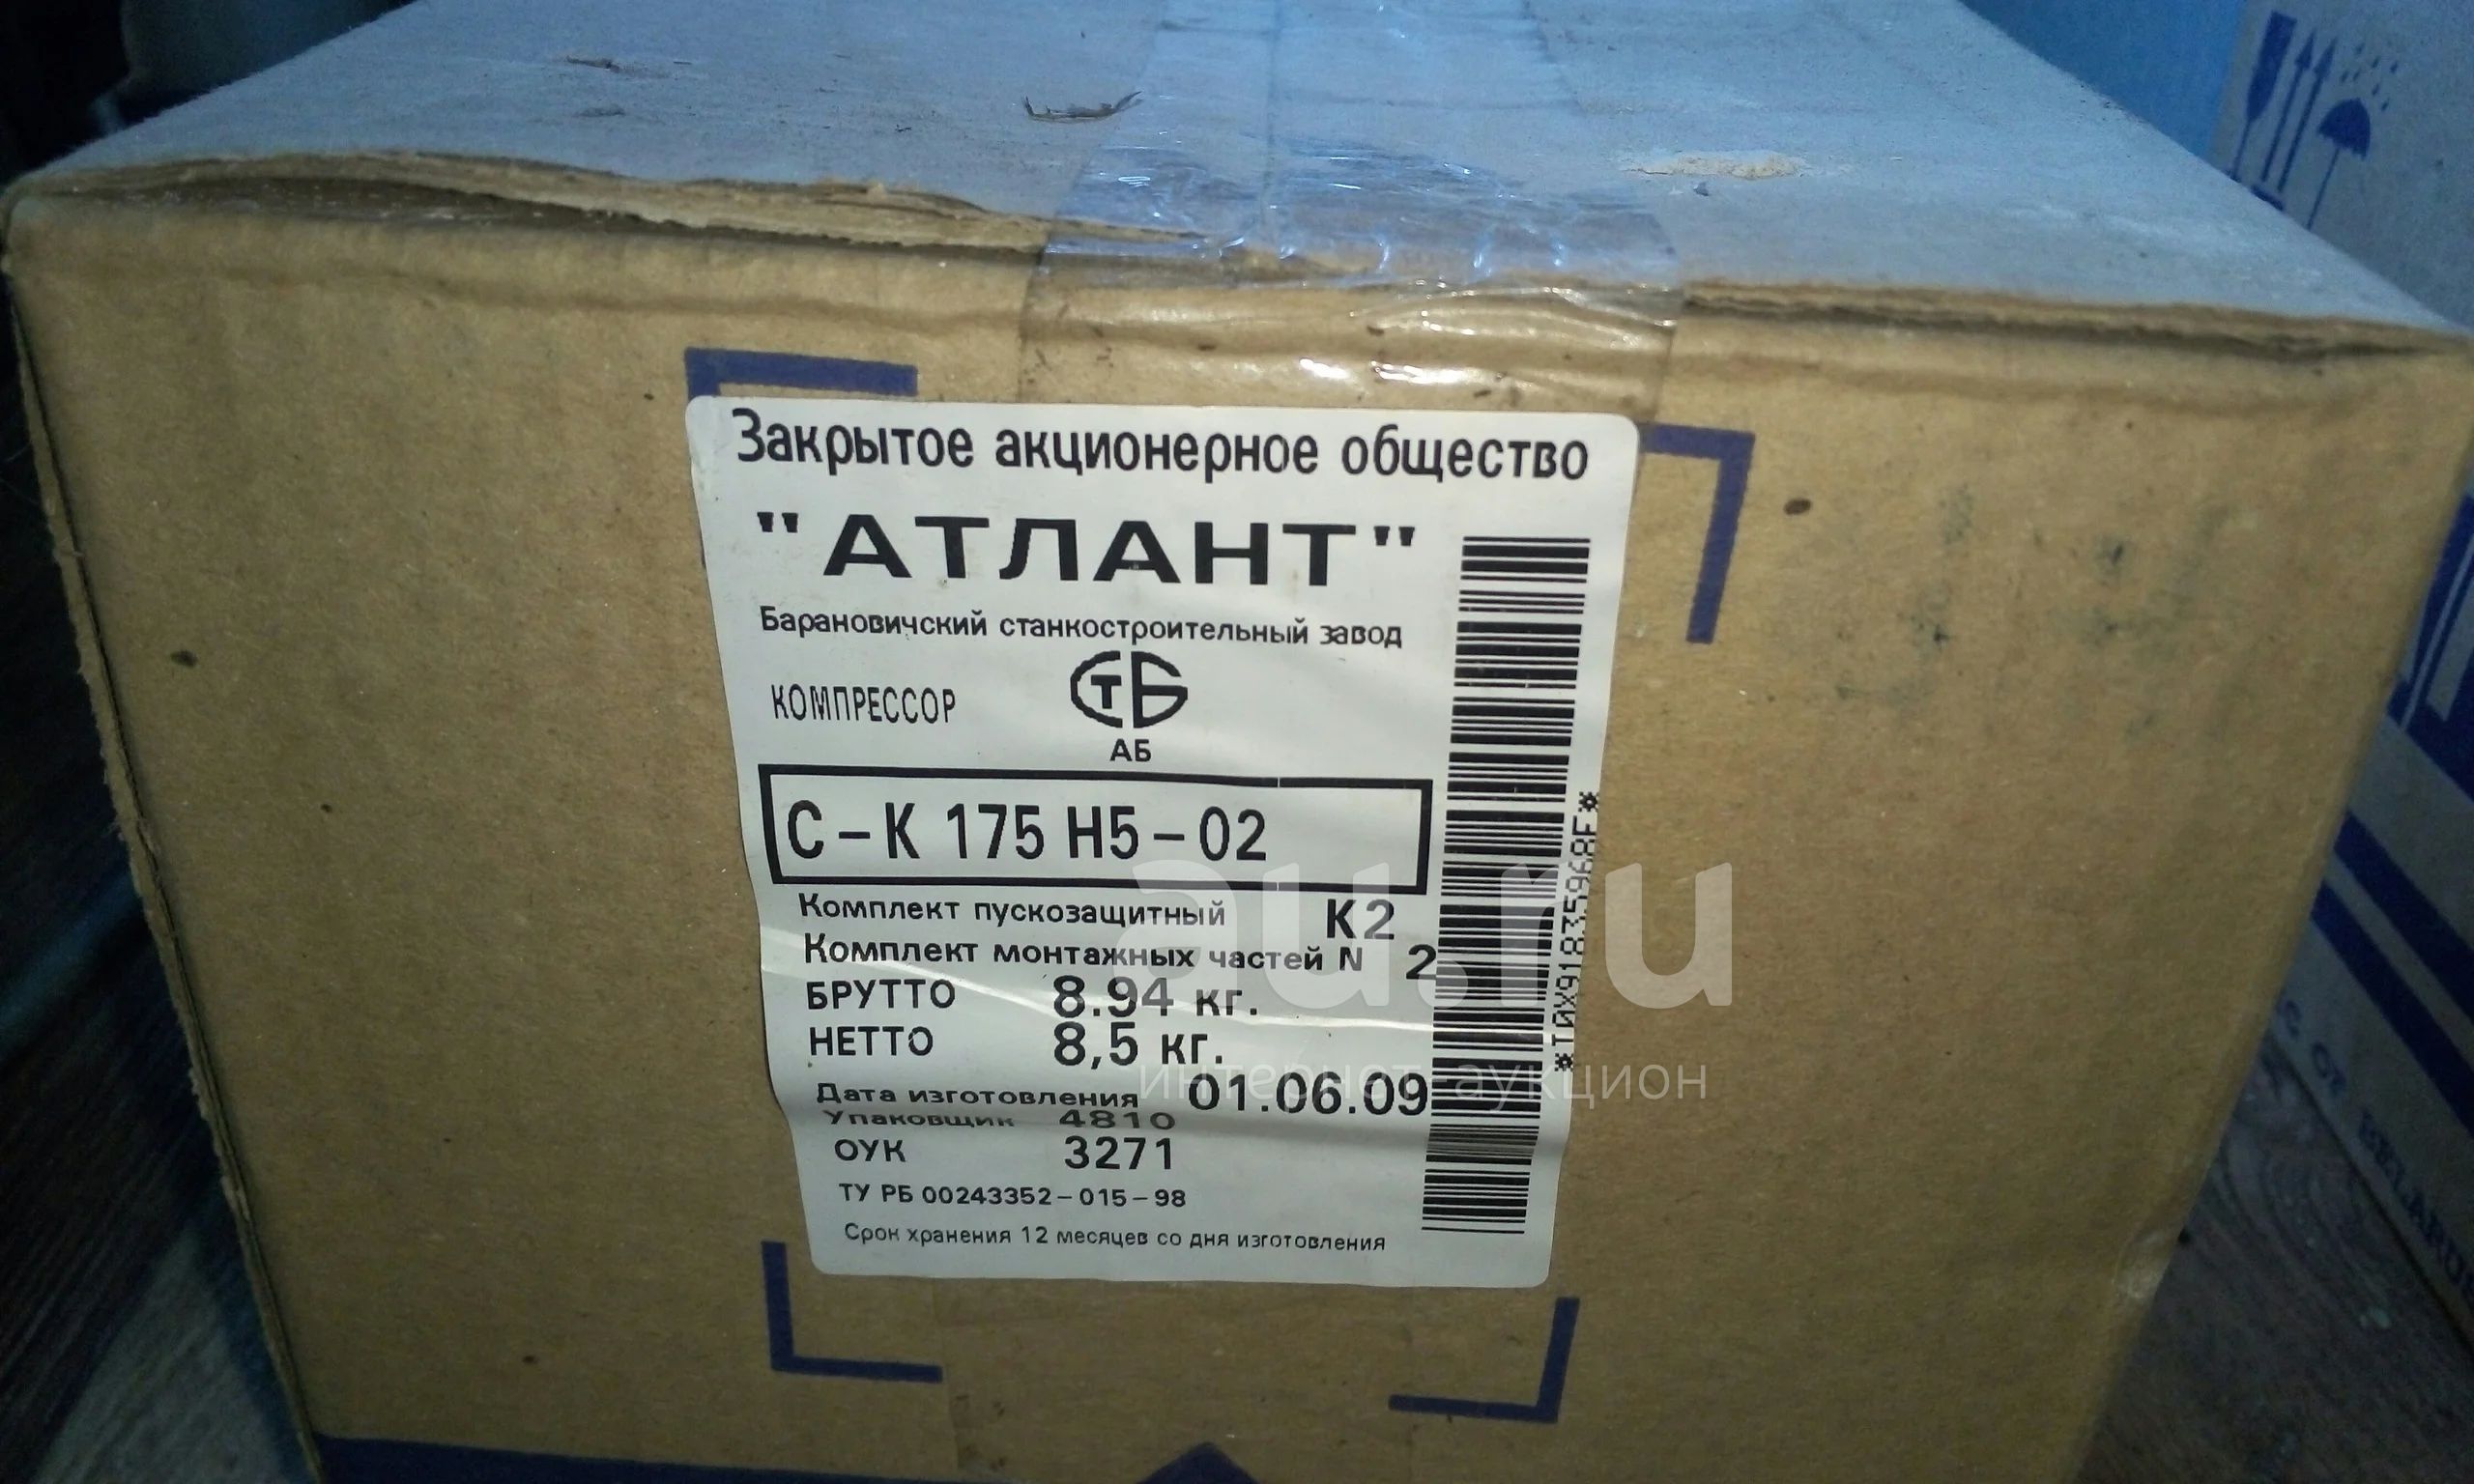 Закрытое акционерное общество
"АТЛАНТ"
Барановичский станкостроительный завод
КОМПРЕССОР
СТБ
АБ
С-К 175 Н5-02
Комплект пускозащитный К2
Комплект монтажных частей N 2
БРУТТО 8.94 кг.
НЕТТО 8,5 кг.
Дата изготовления 01.06.09
Упаковщик 4810
ОУК 3271
ТУ РБ 00243352-015-98
Срок хранения 12 месяцев со дня изготовления
au.ru
интернет-аукцион